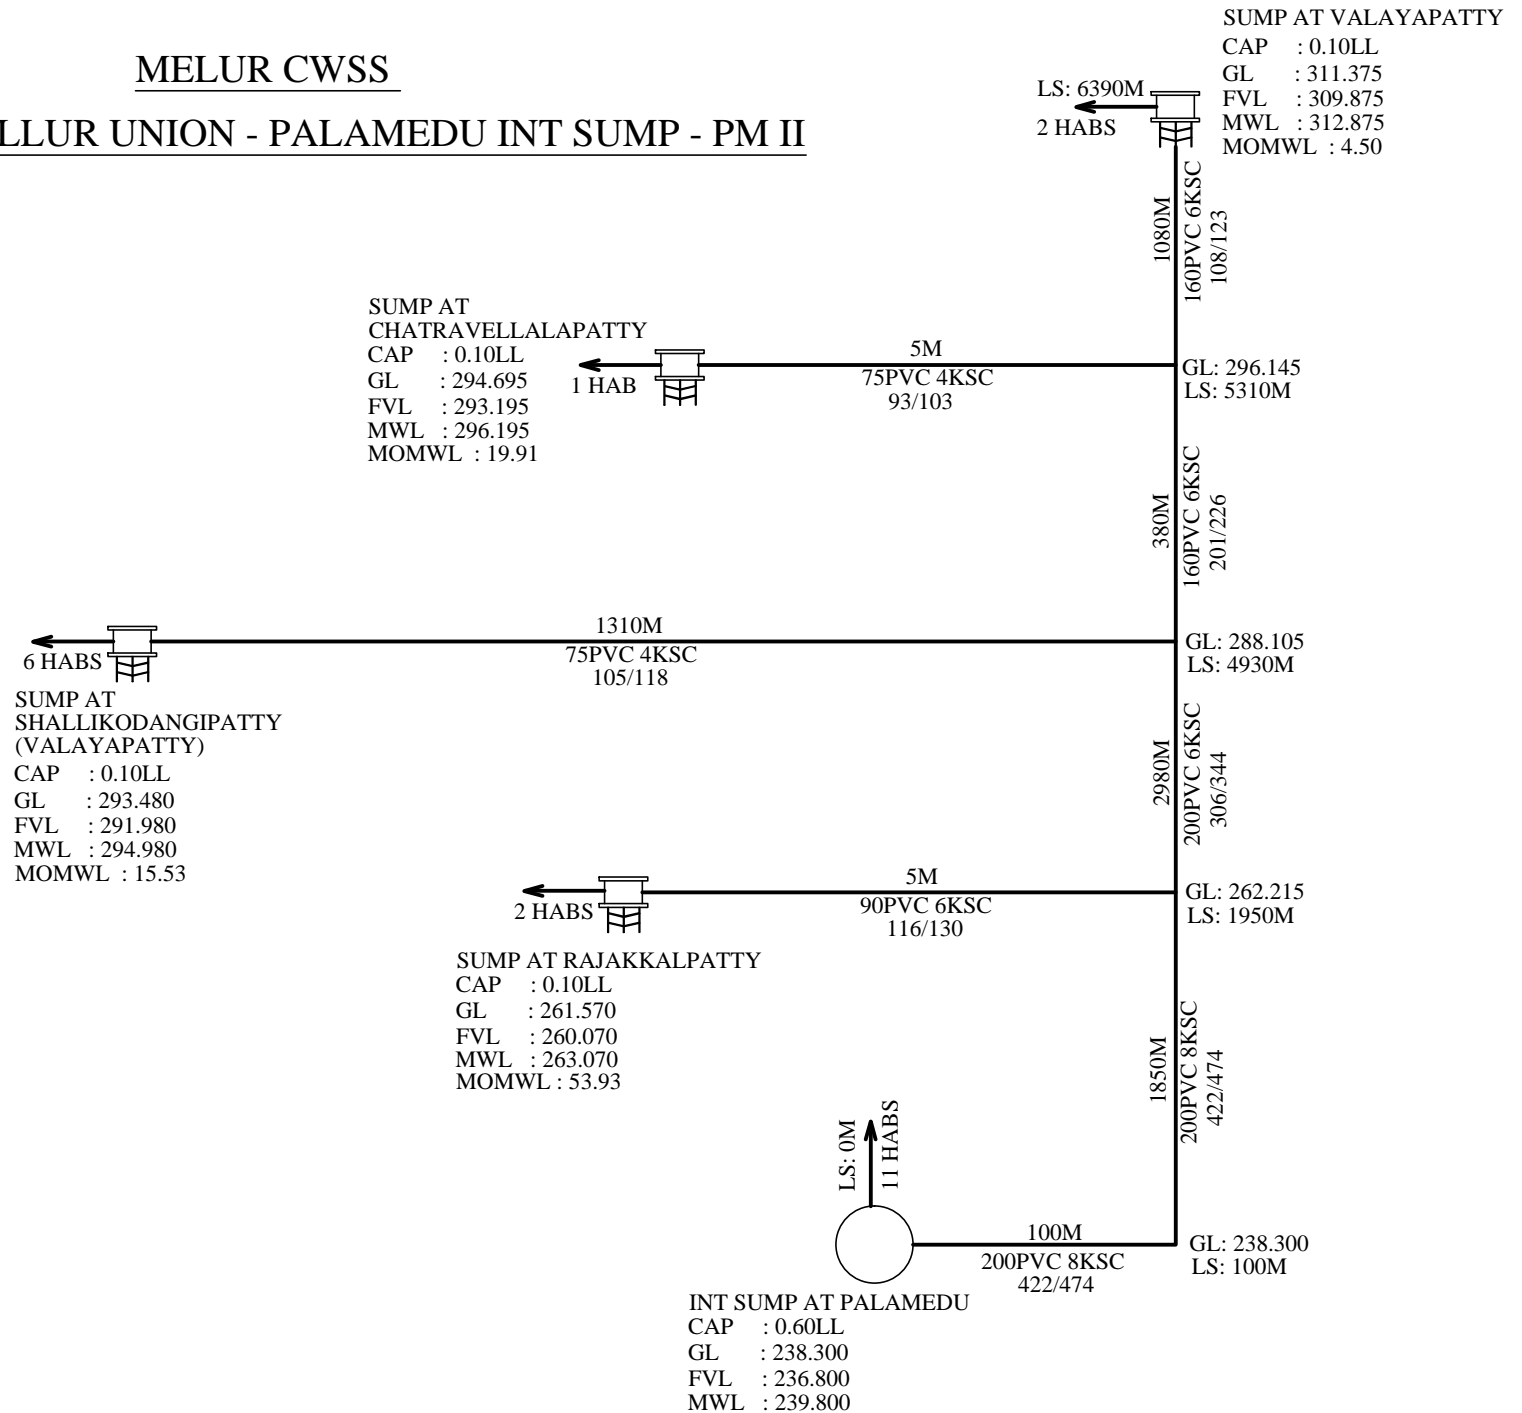 MELUR CWSS
LLUR UNION - PALAMEDU INT SUMP - PM II
SUMP AT VALAYAPATTY
CAP : 0.10LL
GL : 311.375
FVL : 309.875
MWL : 312.875
MOMWL : 4.50
LS: 6390M
2 HABS
1080M
160PVC 6KSC
108/123
SUMP AT
CHATRAVELLALAPATTY
CAP : 0.10LL
GL : 294.695
FVL : 293.195
MWL : 296.195
MOMWL : 19.91
1 HAB
5M
75PVC 4KSC
93/103
GL: 296.145
LS: 5310M
380M
160PVC 6KSC
201/226
6 HABS
1310M
75PVC 4KSC
105/118
GL: 288.105
LS: 4930M
SUMP AT
SHALLIKODANGIPATTY
(VALAYAPATTY)
CAP : 0.10LL
GL : 293.480
FVL : 291.980
MWL : 294.980
MOMWL : 15.53
2980M
200PVC 6KSC
306/344
2 HABS
5M
90PVC 6KSC
116/130
GL: 262.215
LS: 1950M
SUMP AT RAJAKKALPATTY
CAP : 0.10LL
GL : 261.570
FVL : 260.070
MWL : 263.070
MOMWL : 53.93
1850M
200PVC 8KSC
422/474
LS: 0M
11 HABS
100M
200PVC 8KSC
422/474
GL: 238.300
LS: 100M
INT SUMP AT PALAMEDU
CAP : 0.60LL
GL : 238.300
FVL : 236.800
MWL : 239.800